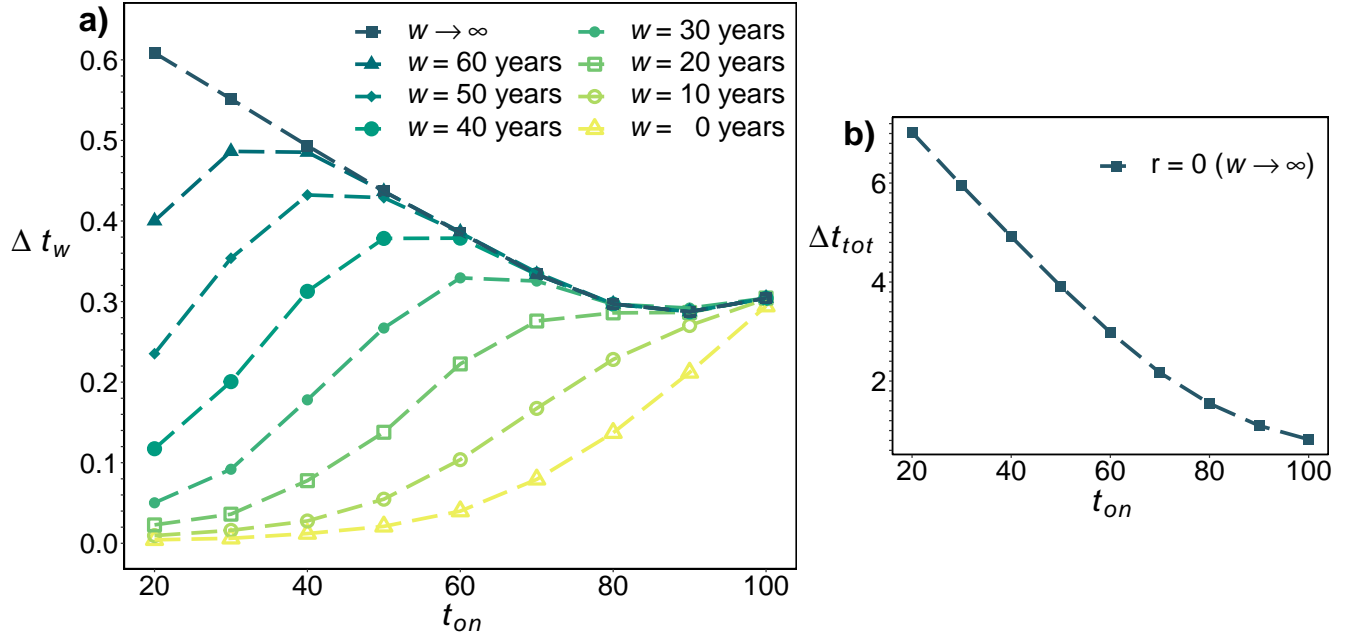 a)
w → ∞
w = 60 years
w = 50 years
w = 40 years
w = 30 years
w = 20 years
w = 10 years
w = 0 years
0.6
0.5
0.4
0.3
0.2
0.1
0.0
Δ t_w
20 40 60 80 100
t_on
b)
r = 0 (w → ∞)
6
4
2
Δt_tot
20 40 60 80 100
t_on